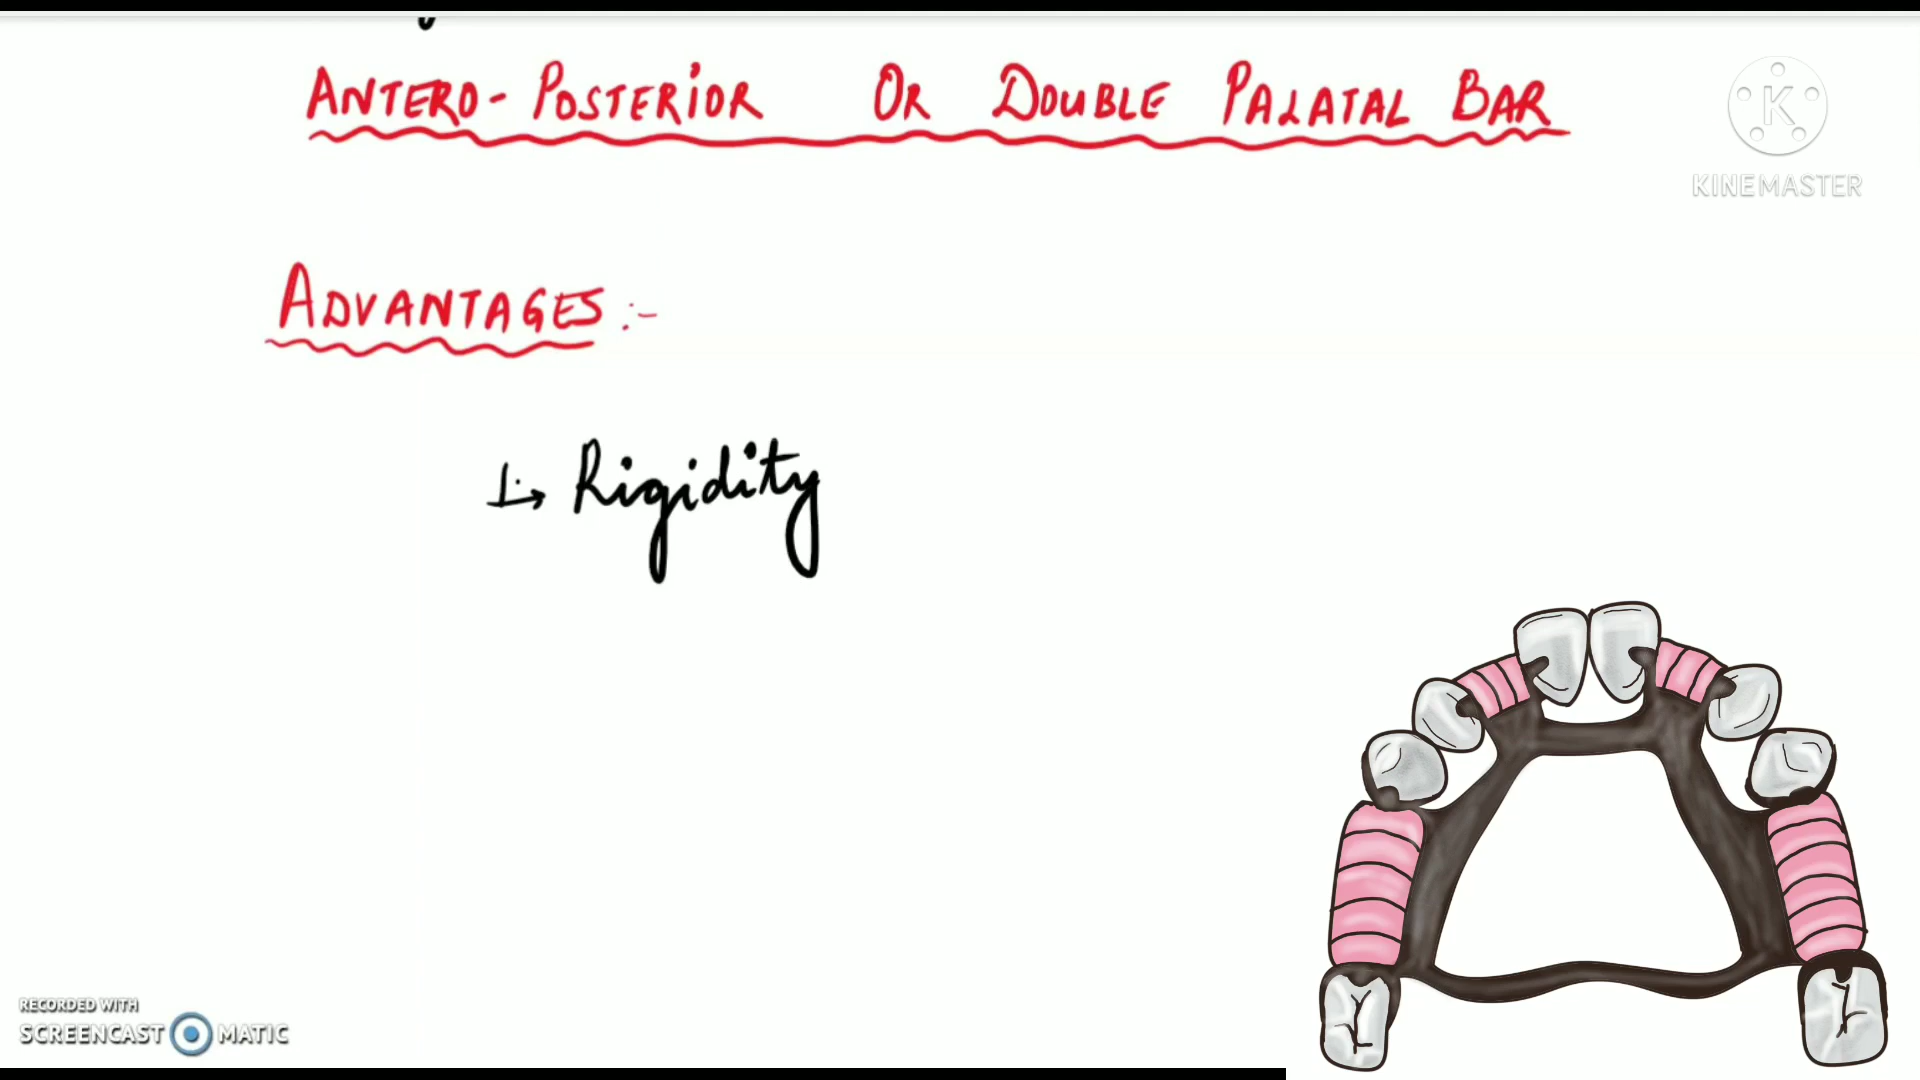 ANTERO-POSTERIOR OR DOUBLE PALATAL BAR
K
KINEMASTER
ADVANTAGES :-
1.→ Rigidity
RECORDED WITH
SCREENCAST MATIC